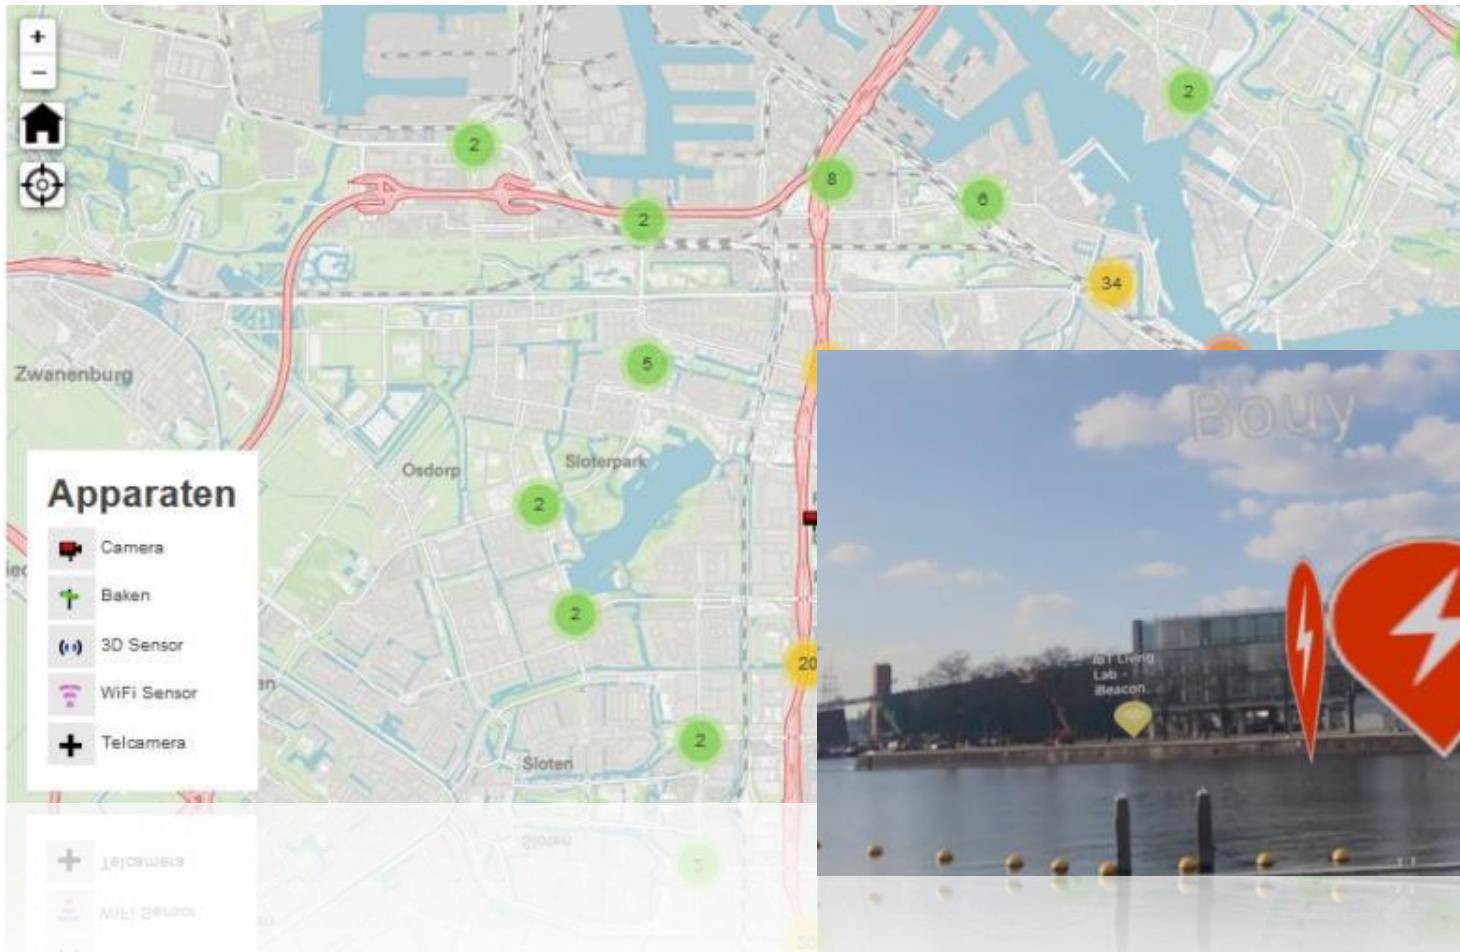 +
−
2
2
8
6
2
34
Zwanenburg
5
Osdorp
Sloterpark
2
2
20
2
Sloten
Apparaten
Camera
Baken
3D Sensor
WiFi Sensor
Telcamera
Bouy
IoT Living
Lab -
iBeacon